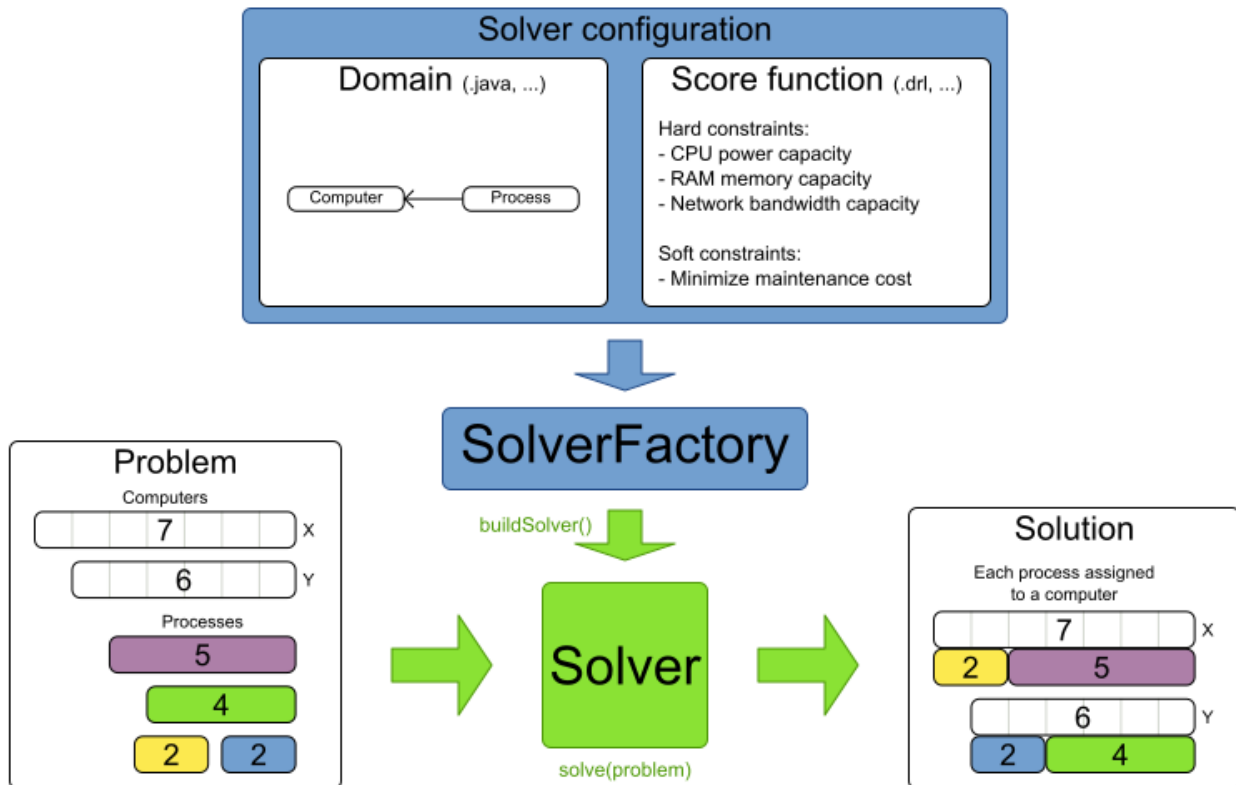 Solver configuration
Domain (.java, ...)
Computer
Process
Score function (.drl, ...)
Hard constraints:
- CPU power capacity
- RAM memory capacity
- Network bandwidth capacity
Soft constraints:
- Minimize maintenance cost
SolverFactory
buildSolver()
Problem
Computers
7 X
6 Y
Processes
5
4
2 2
Solver
solve(problem)
Solution
Each process assigned
to a computer
7 X
2 5
6 Y
2 4